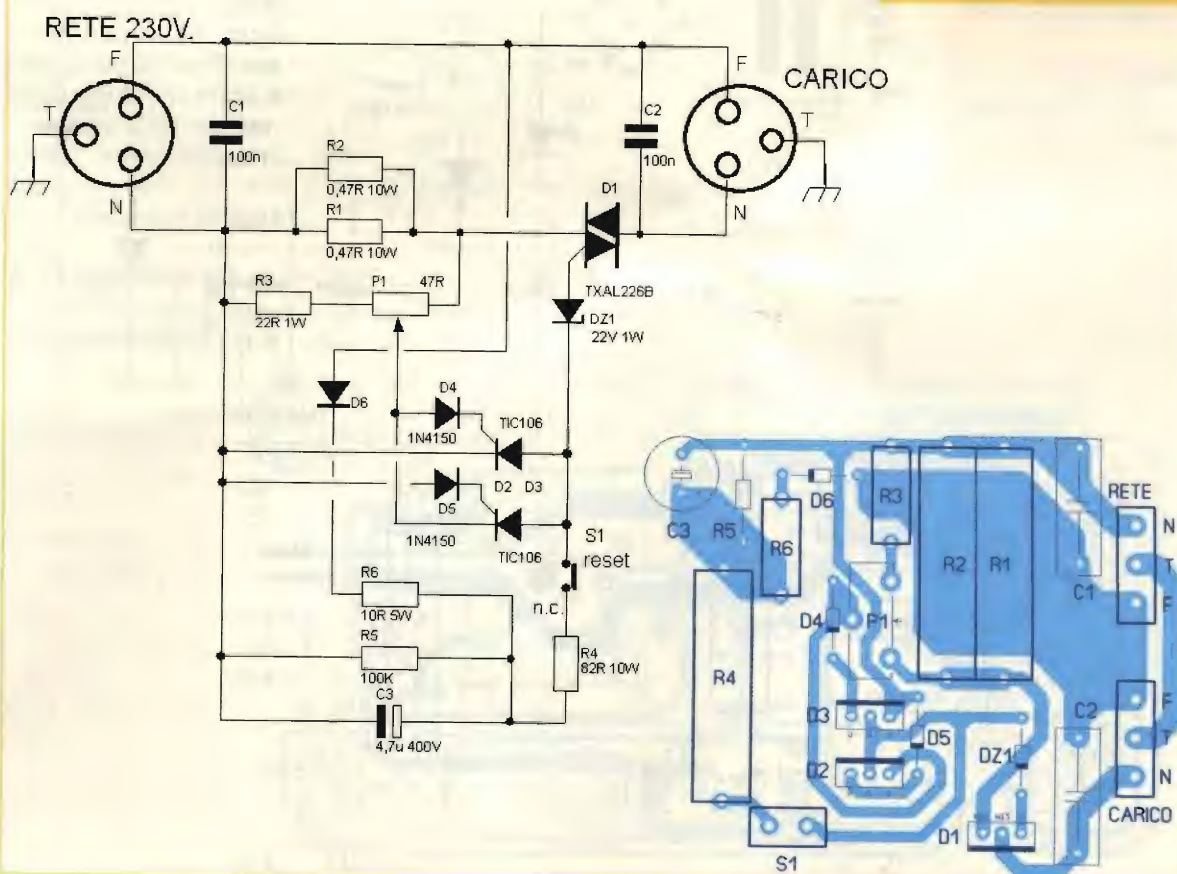 RETE 230V.
F
T
N
C1
100n
R2
0,47R 10W
R1
0,47R 10W
R3
22R 1W
P1
47R
C2
100n
F
T
N
CARICO
D1
TXAL226B
DZ1
22V 1W
D6
D4
1N4150
TIC106
D2
D3
D5
1N4150
TIC106
S1
reset
n.c.
R6
10R 5W
R5
100K
C3
4,7u 400V
R4
82R 10W
C3
R5
R6
D6
R3
R2
R1
C1
RETE
N
T
F
D4
P1
R4
D3
D5
D2
DZ1
C2
F
T
N
CARICO
D1
S1